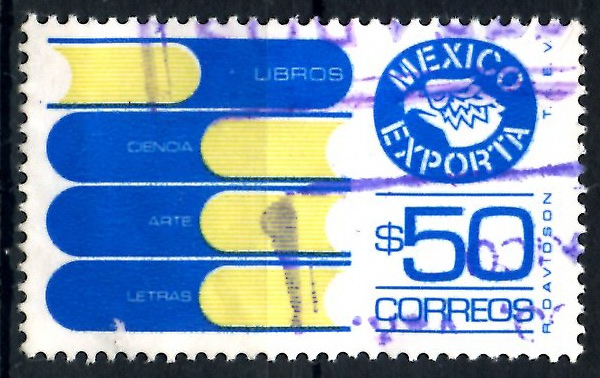 LIBROS
CIENCIA
ARTE
LETRAS
MEXICO
EXPORTA
$50
CORREOS
R. DAVIDSON
T.I.E.V.